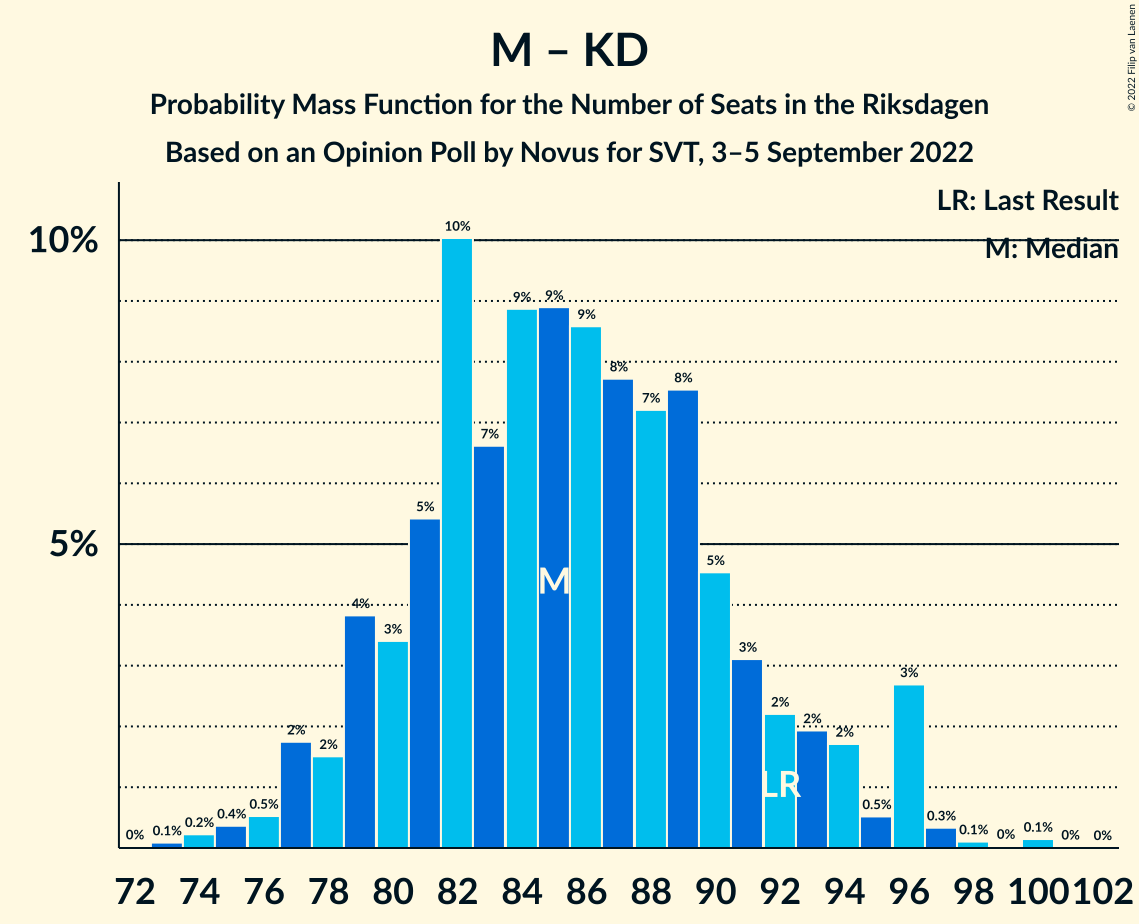 M – KD
Probability Mass Function for the Number of Seats in the Riksdagen
Based on an Opinion Poll by Novus for SVT, 3–5 September 2022
© 2022 Filip van Laenen
LR: Last Result
M: Median
10%
5%
0% 0.1% 0.2% 0.4% 0.5% 2% 2% 4% 3% 5% 10% 7% 9% 9% 9% 8% 7% 8% 5% 3% 2% 2% 2% 0.5% 3% 0.3% 0.1% 0% 0.1% 0% 0%
M
LR
72 74 76 78 80 82 84 86 88 90 92 94 96 98 100 102